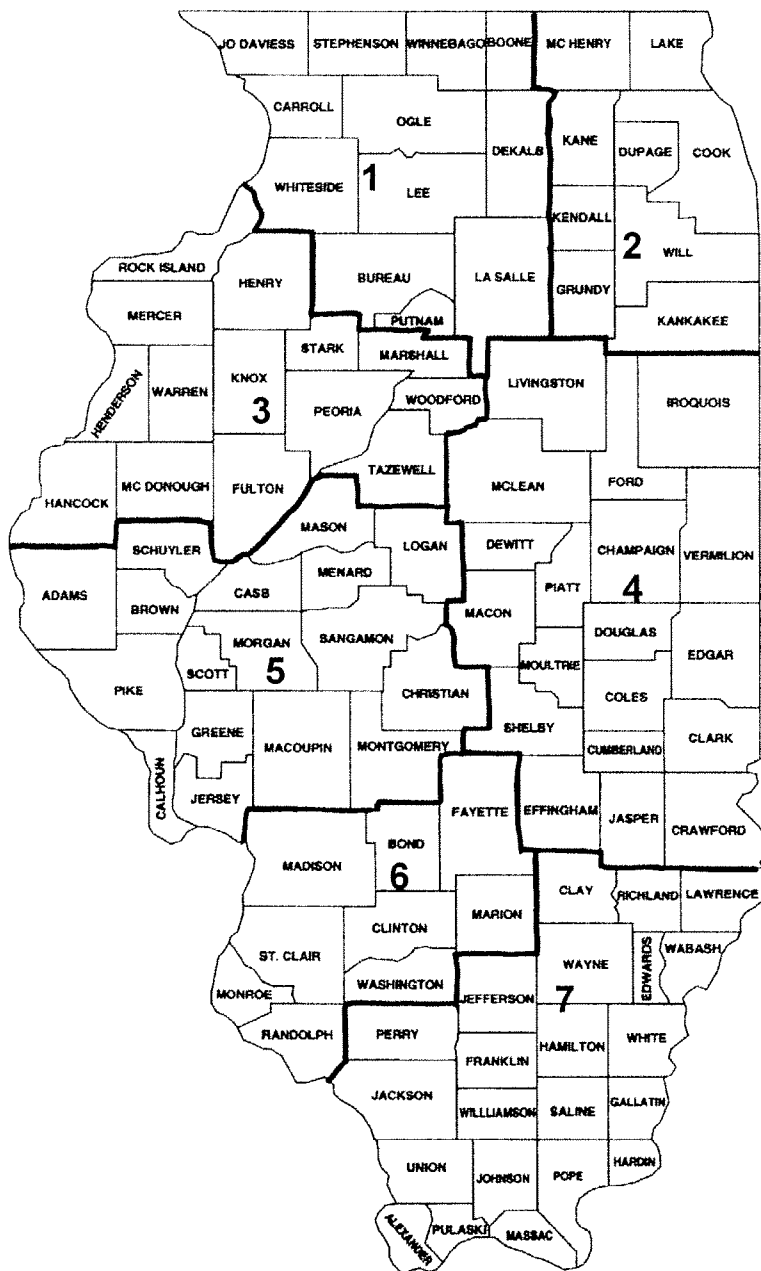 JO DAVIESS STEPHENSON WINNEBAGO BOONE MC HENRY LAKE
CARROLL OGLE DEKALB KANE DUPAGE COOK
WHITESIDE 1 LEE KENDALL 2 WILL
ROCK ISLAND HENRY BUREAU LA SALLE GRUNDY
MERCER PUTNAM KANKAKEE
STARK MARSHALL
HENDERSON WARREN KNOX 3 PEORIA WOODFORD LIVINGSTON IROQUOIS
HANCOCK MC DONOUGH FULTON TAZEWELL MCLEAN FORD
MASON
SCHUYLER LOGAN DEWITT CHAMPAIGN VERMILION
ADAMS BROWN CASS MENARD MACON PIATT 4
MORGAN SANGAMON DOUGLAS
PIKE SCOTT 5 CHRISTIAN MOULTRIE COLES EDGAR
GREENE MACOUPIN MONTGOMERY SHELBY CUMBERLAND CLARK
CALHOUN JERSEY
FAYETTE EFFINGHAM JASPER CRAWFORD
MADISON BOND
6 CLAY RICHLAND LAWRENCE
MARION
ST. CLAIR CLINTON WAYNE EDWARDS WABASH
MONROE WASHINGTON JEFFERSON 7
RANDOLPH PERRY HAMILTON WHITE
FRANKLIN
JACKSON WILLLIAMSON SALINE GALLATIN
UNION JOHNSON POPE HARDIN
ALEXANDER PULASKI MASSAC